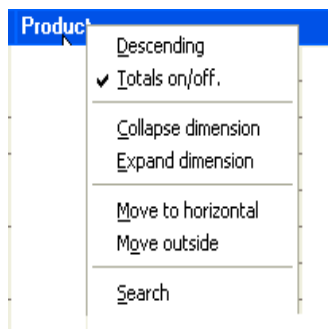 Product
Descending
Totals on/off.
Collapse dimension
Expand dimension
Move to horizontal
Move outside
Search